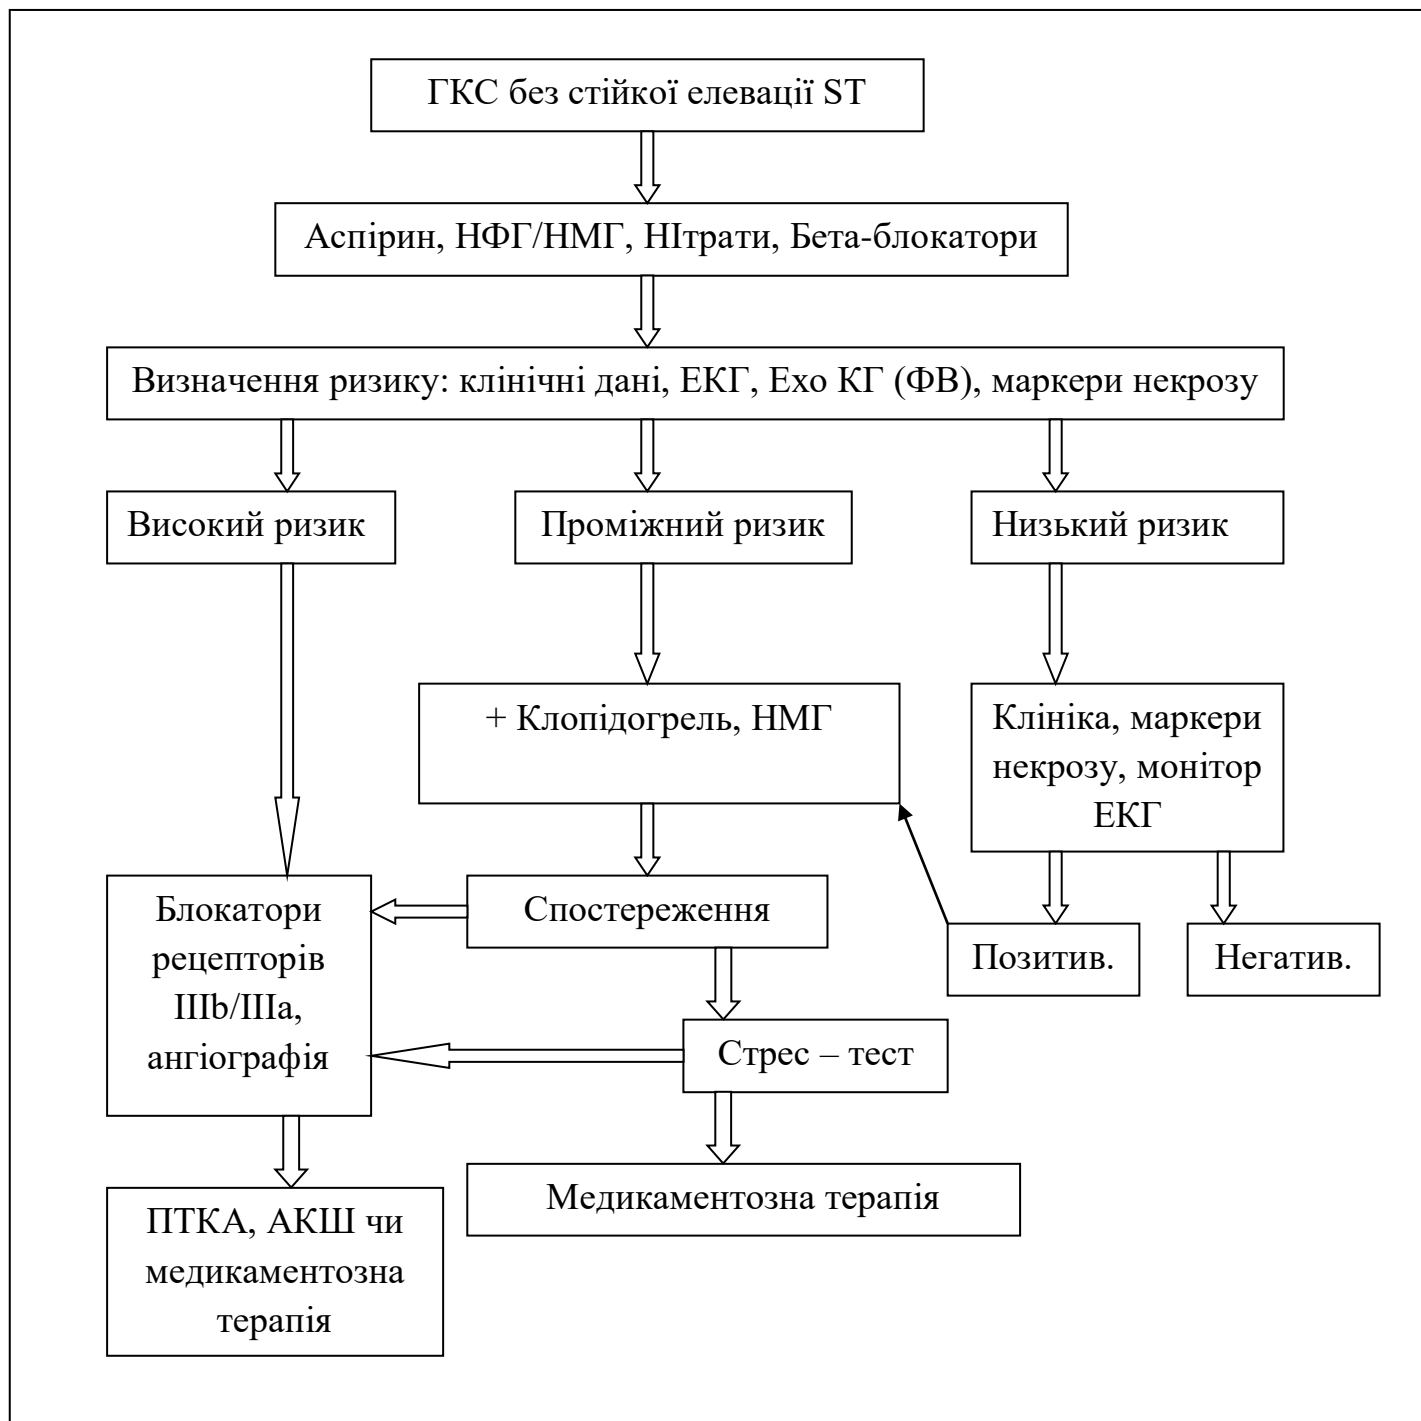 ГКС без стійкої елевації ST
Аспірин, НФГ/НМГ, НІтрати, Бета-блокатори
Визначення ризику: клінічні дані, ЕКГ, Ехо КГ (ФВ), маркери некрозу
Високий ризик
Проміжний ризик
Низький ризик
+ Клопідогрель, НМГ
Клініка, маркери
некрозу, монітор
ЕКГ
Блокатори
рецепторів
IIIb/IIIa,
ангіографія
Спостереження
Позитив.
Негатив.
Стрес – тест
Медикаментозна терапія
ПТКА, АКШ чи
медикаментозна
терапія